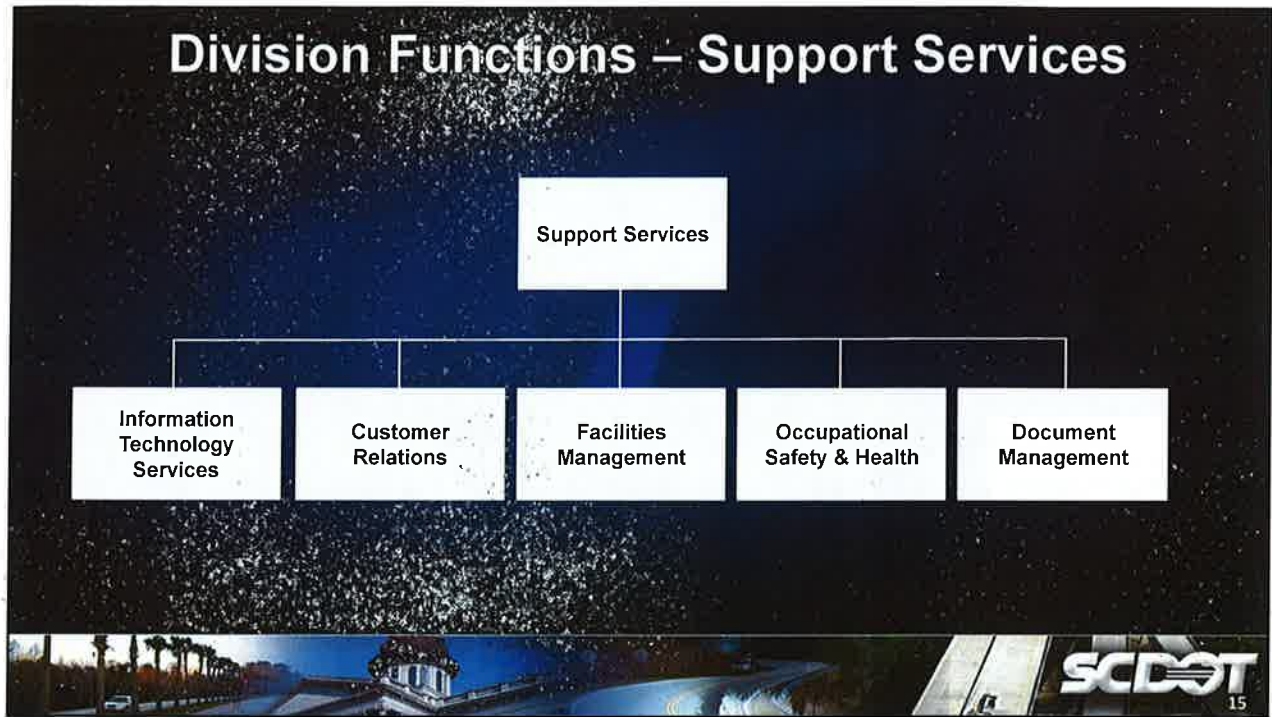 Division Functions – Support Services
Support Services
Information
Technology
Services
Customer
Relations
Facilities
Management
Occupational
Safety & Health
Document
Management
SCDOT
15